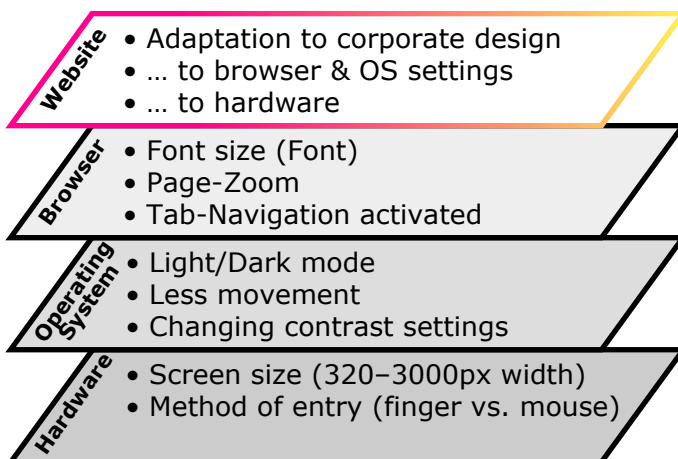 Website
• Adaptation to corporate design
• … to browser & OS settings
• … to hardware
Browser
• Font size (Font)
• Page-Zoom
• Tab-Navigation activated
Operating
System
• Light/Dark mode
• Less movement
• Changing contrast settings
Hardware
• Screen size (320–3000px width)
• Method of entry (finger vs. mouse)